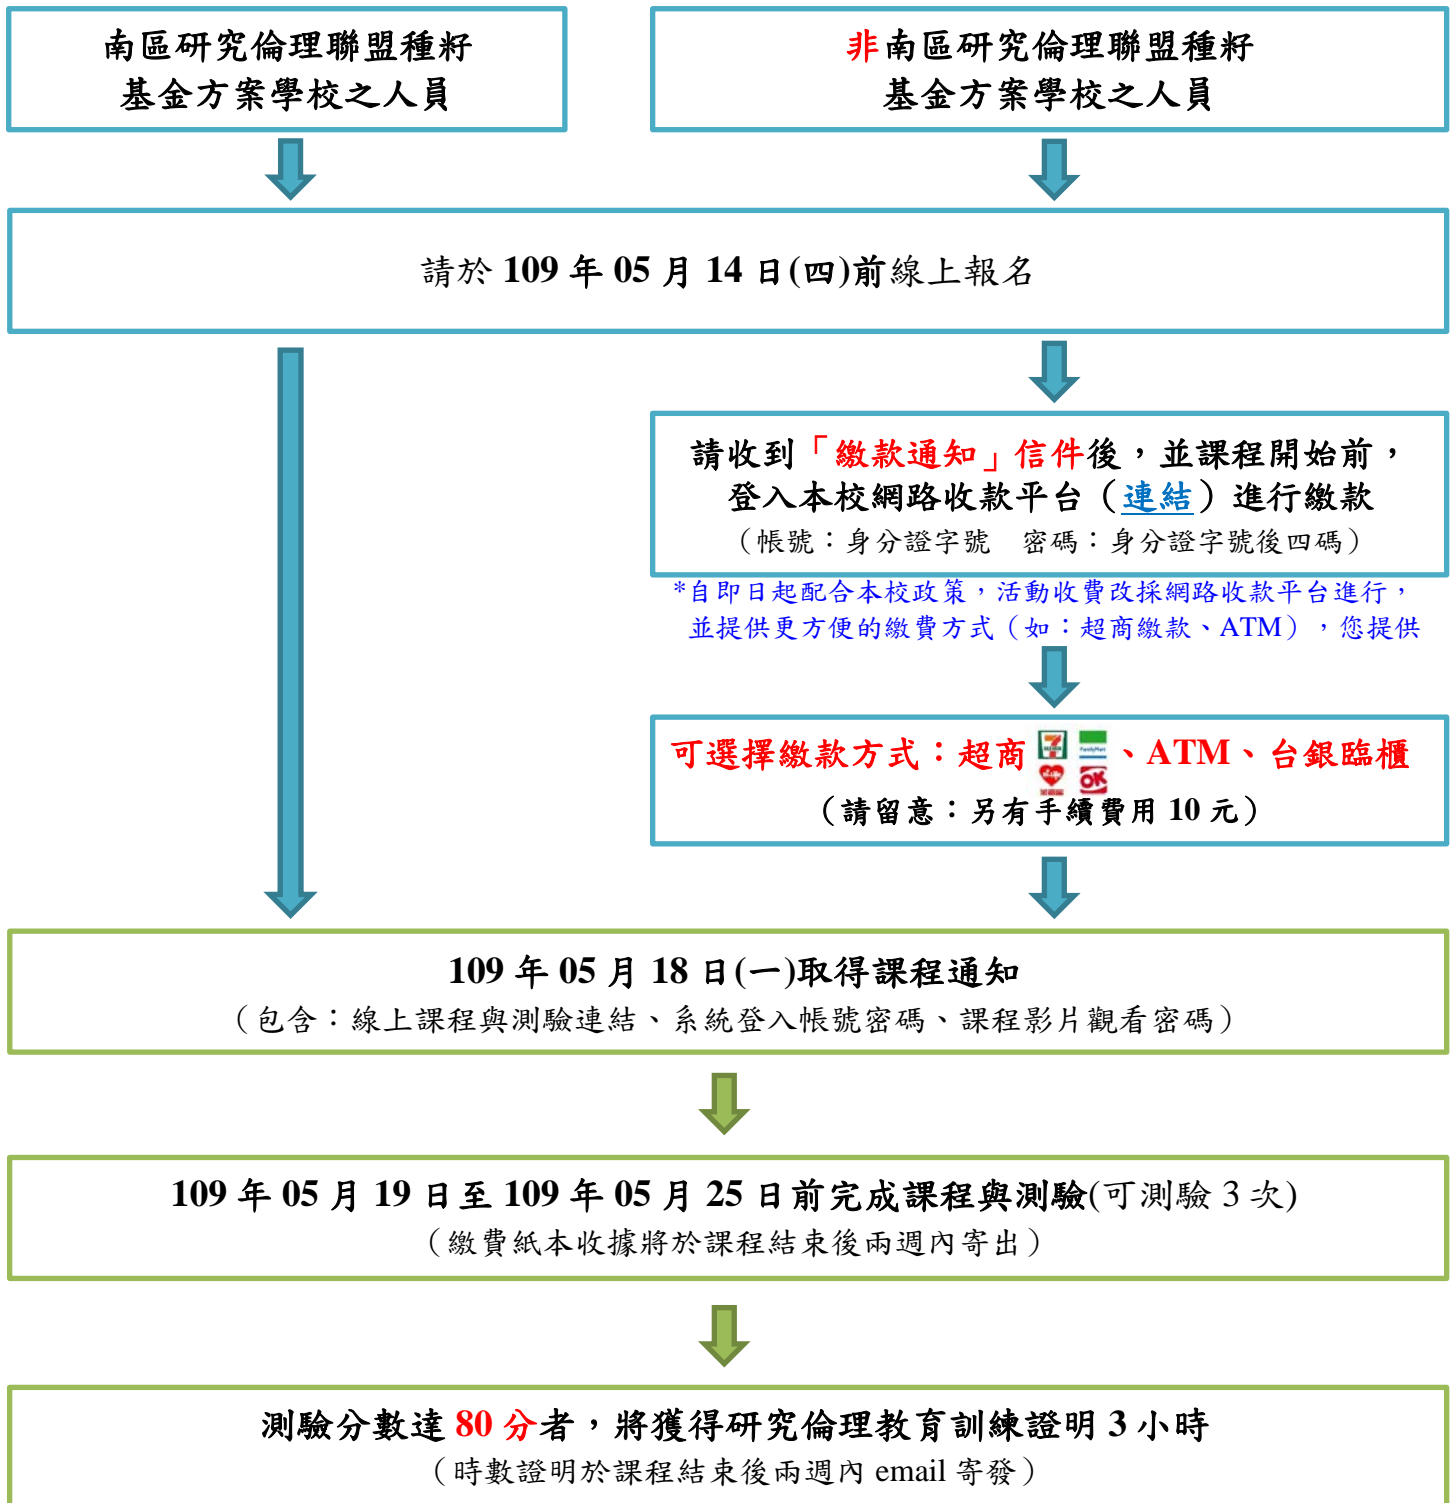 南區研究倫理聯盟種籽
基金方案學校之人員
非南區研究倫理聯盟種籽
基金方案學校之人員
請於 109 年 05 月 14 日(四)前線上報名
請收到「繳款通知」信件後，並課程開始前，
登入本校網路收款平台（連結）進行繳款
（帳號：身分證字號　密碼：身分證字號後四碼）
*自即日起配合本校政策，活動收費改採網路收款平台進行，
並提供更方便的繳費方式（如：超商繳款、ATM），您提供
可選擇繳款方式：超商、ATM、台銀臨櫃
7
FamilyMart
OK
（請留意：另有手續費用 10 元）
109 年 05 月 18 日(一)取得課程通知
（包含：線上課程與測驗連結、系統登入帳號密碼、課程影片觀看密碼）
109 年 05 月 19 日至 109 年 05 月 25 日前完成課程與測驗(可測驗 3 次)
（繳費紙本收據將於課程結束後兩週內寄出）
測驗分數達 80 分者，將獲得研究倫理教育訓練證明 3 小時
（時數證明於課程結束後兩週內 email 寄發）